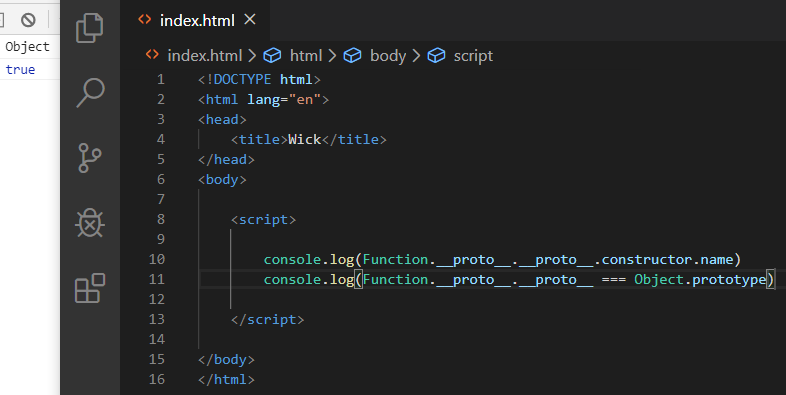 Object
true
index.html
index.html > html > body > script
1 <!DOCTYPE html>
2 <html lang="en">
3 <head>
4 <title>Wick</title>
5 </head>
6 <body>
7
8 <script>
9
10 console.log(Function.__proto__.__proto__.constructor.name)
11 console.log(Function.__proto__.__proto__ === Object.prototype)
12
13 </script>
14
15 </body>
16 </html>